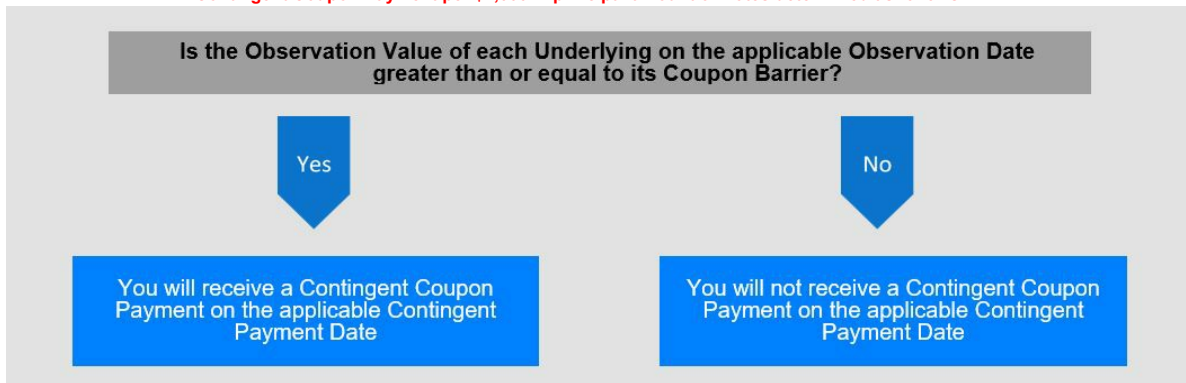 Is the Observation Value of each Underlying on the applicable Observation Date
greater than or equal to its Coupon Barrier?
Yes
No
You will receive a Contingent Coupon
Payment on the applicable Contingent
Payment Date
You will not receive a Contingent Coupon
Payment on the applicable Contingent
Payment Date